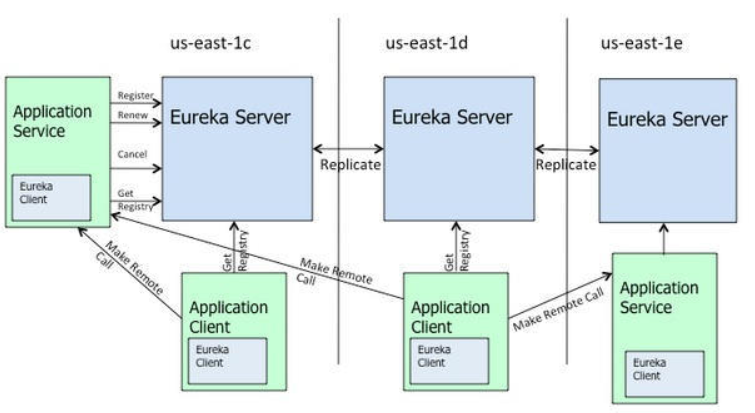 us-east-1c
us-east-1d
us-east-1e
Application
Service
Eureka
Client
Register
Renew
Cancel
Get
Registry
Eureka Server
Replicate
Eureka Server
Replicate
Eureka Server
Make Remote
Call
Get
Registry
Make Remote
Call
Get
Registry
Make Remote Call
Application
Client
Eureka
Client
Application
Client
Eureka
Client
Application
Service
Eureka
Client